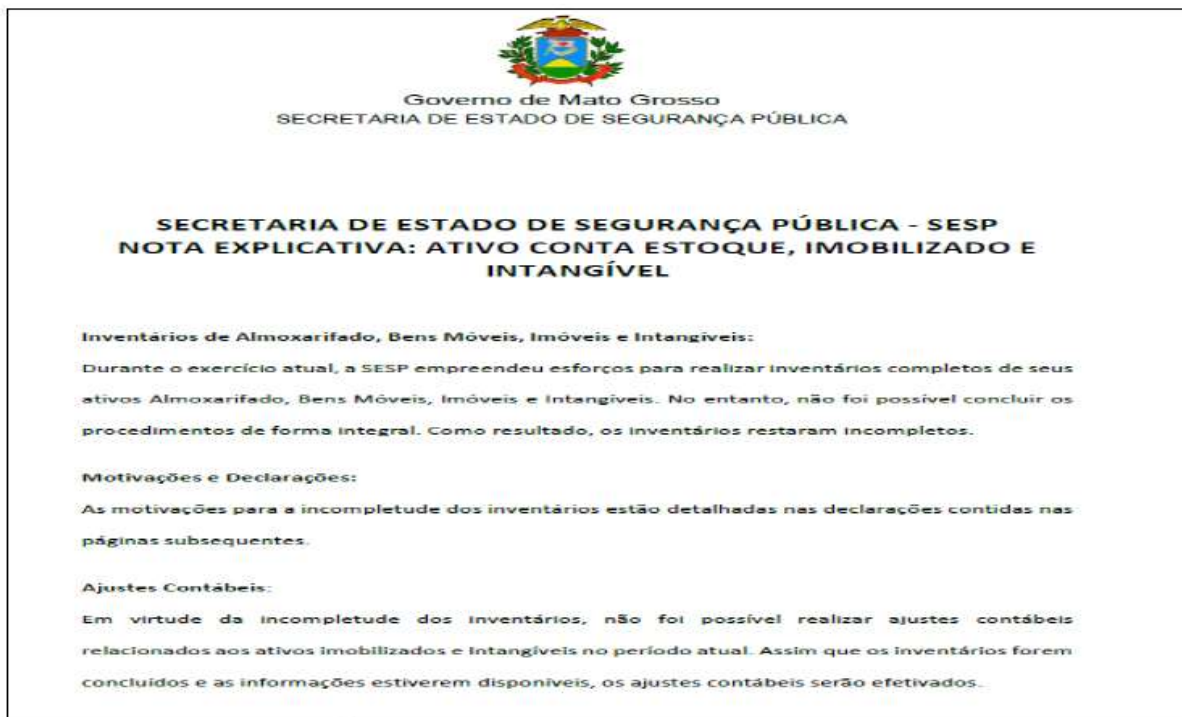 Governo de Mato Grosso
SECRETARIA DE ESTADO DE SEGURANÇA PÚBLICA
SECRETARIA DE ESTADO DE SEGURANÇA PÚBLICA - SESP
NOTA EXPLICATIVA: ATIVO CONTA ESTOQUE, IMOBILIZADO E
INTANGÍVEL
Inventários de Almoxarifado, Bens Móveis, Imóveis e Intangíveis:
Durante o exercício atual, a SESP empreendeu esforços para realizar inventários completos de seus
ativos Almoxarifado, Bens Móveis, Imóveis e Intangíveis. No entanto, não foi possível concluir os
procedimentos de forma integral. Como resultado, os inventários restaram incompletos.
Motivações e Declarações:
As motivações para a incompletude dos inventários estão detalhadas nas declarações contidas nas
páginas subsequentes.
Ajustes Contábeis:
Em virtude da incompletude dos inventários, não foi possível realizar ajustes contábeis
relacionados aos ativos imobilizados e Intangíveis no período atual. Assim que os inventários forem
concluídos e as informações estiverem disponíveis, os ajustes contábeis serão efetivados.